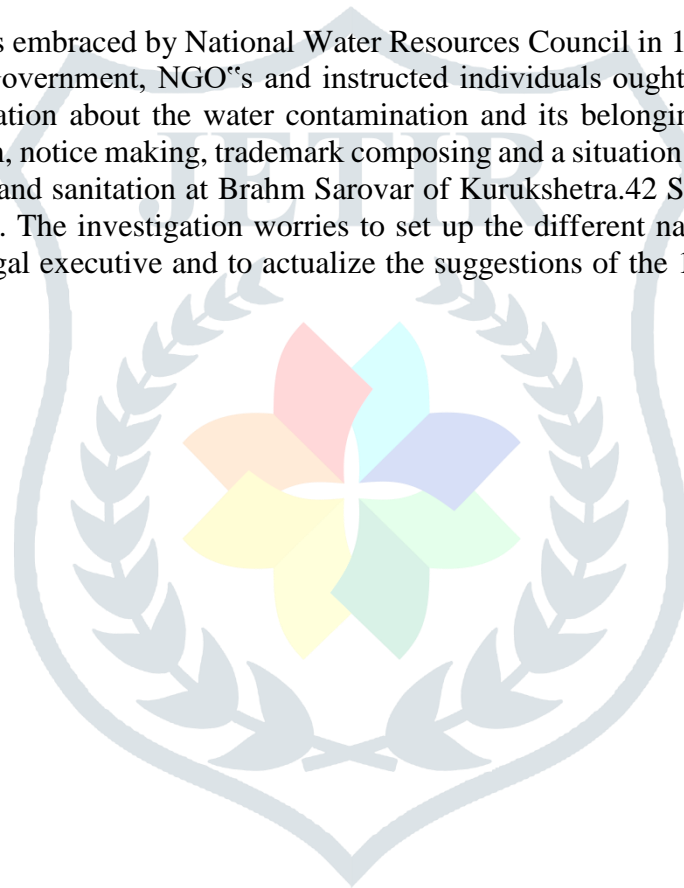 s embraced by National Water Resources Council in 1
overnment, NGO‟s and instructed individuals ought
ation about the water contamination and its belongin
n, notice making, trademark composing and a situation
and sanitation at Brahm Sarovar of Kurukshetra.42 S
. The investigation worries to set up the different na
gal executive and to actualize the suggestions of the 1
JETIR